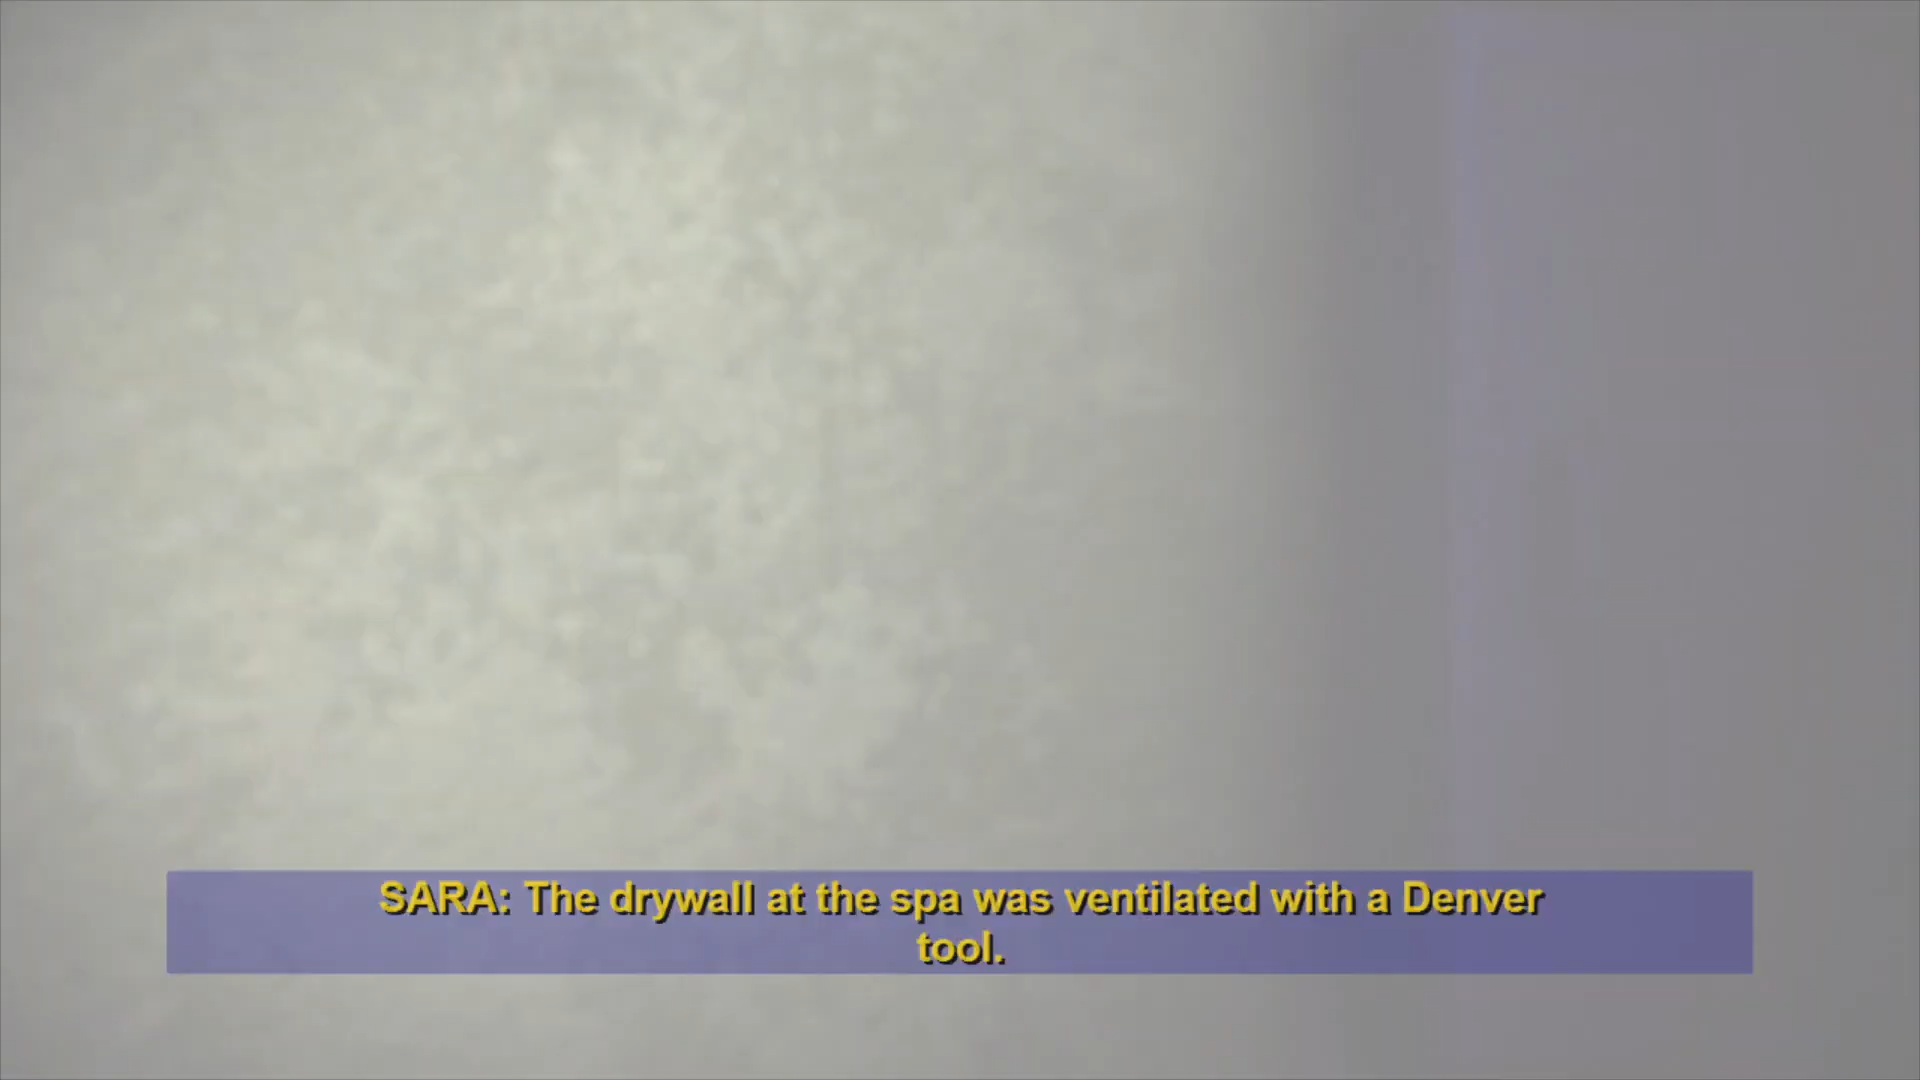 SARA: The drywall at the spa was ventilated with a Denver
tool.